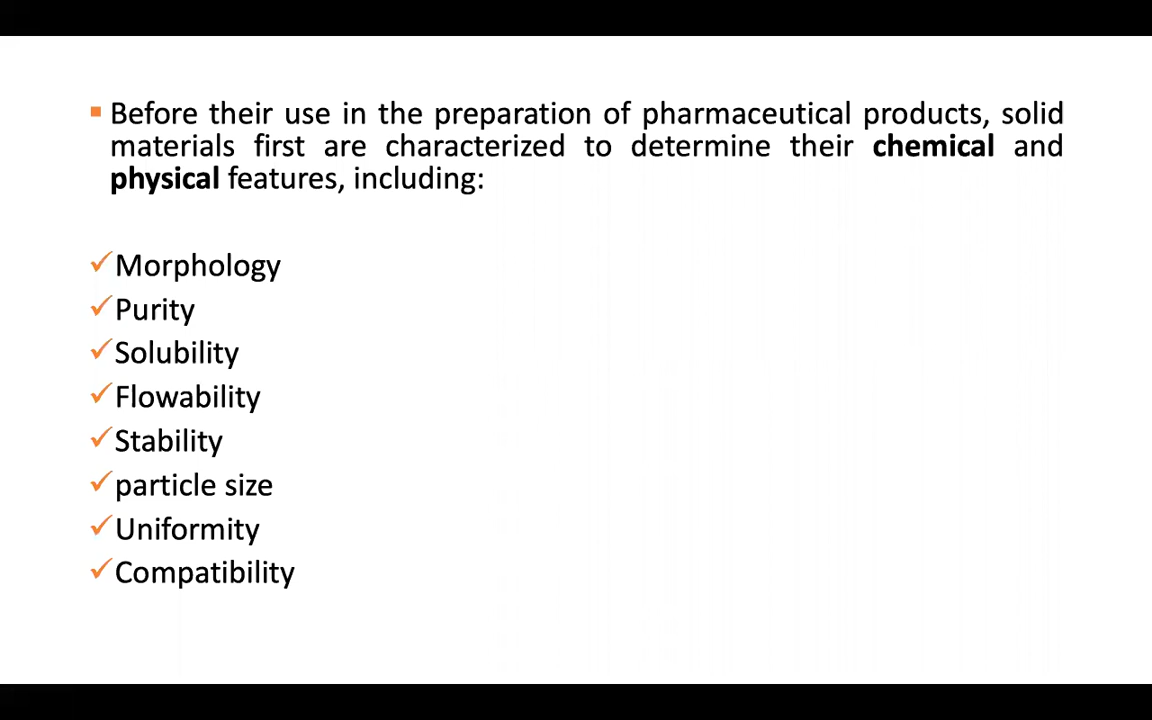 ▪ Before their use in the preparation of pharmaceutical products, solid
materials first are characterized to determine their chemical and
physical features, including:
✓Morphology
✓Purity
✓Solubility
✓Flowability
✓Stability
✓particle size
✓Uniformity
✓Compatibility